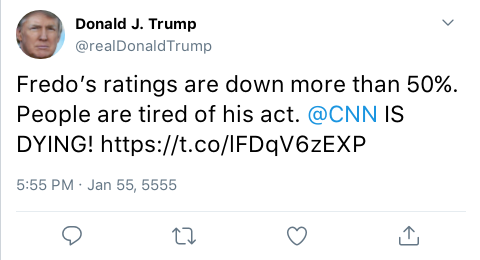 Donald J. Trump
@realDonaldTrump
Fredo’s ratings are down more than 50%.
People are tired of his act. @CNN IS
DYING! https://t.co/lFDqV6zEXP
5:55 PM · Jan 55, 5555